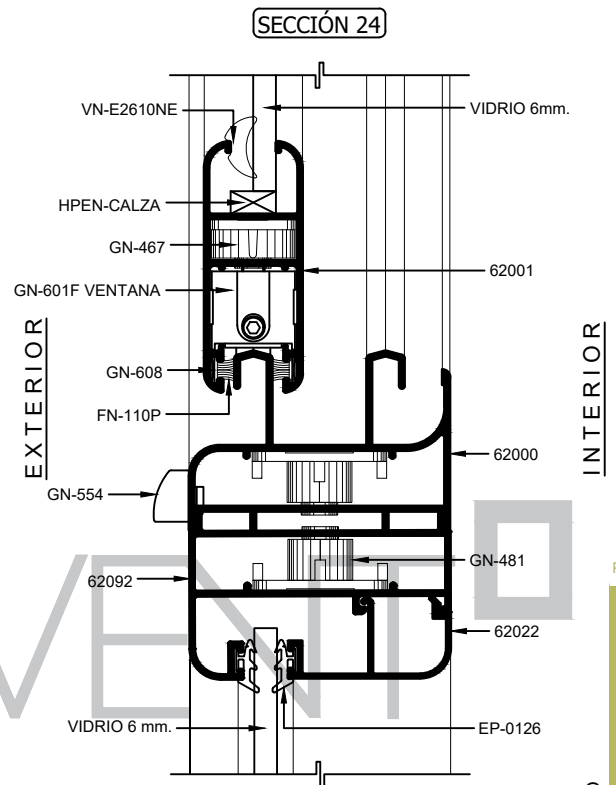 SECCIÓN 24
VN-E2610NE
VIDRIO 6mm.
HPEN-CALZA
GN-467
62001
GN-601F VENTANA
EXTERIOR
INTERIOR
GN-608
FN-110P
62000
GN-554
GN-481
62092
62022
VENT
VIDRIO 6 mm.
EP-0126